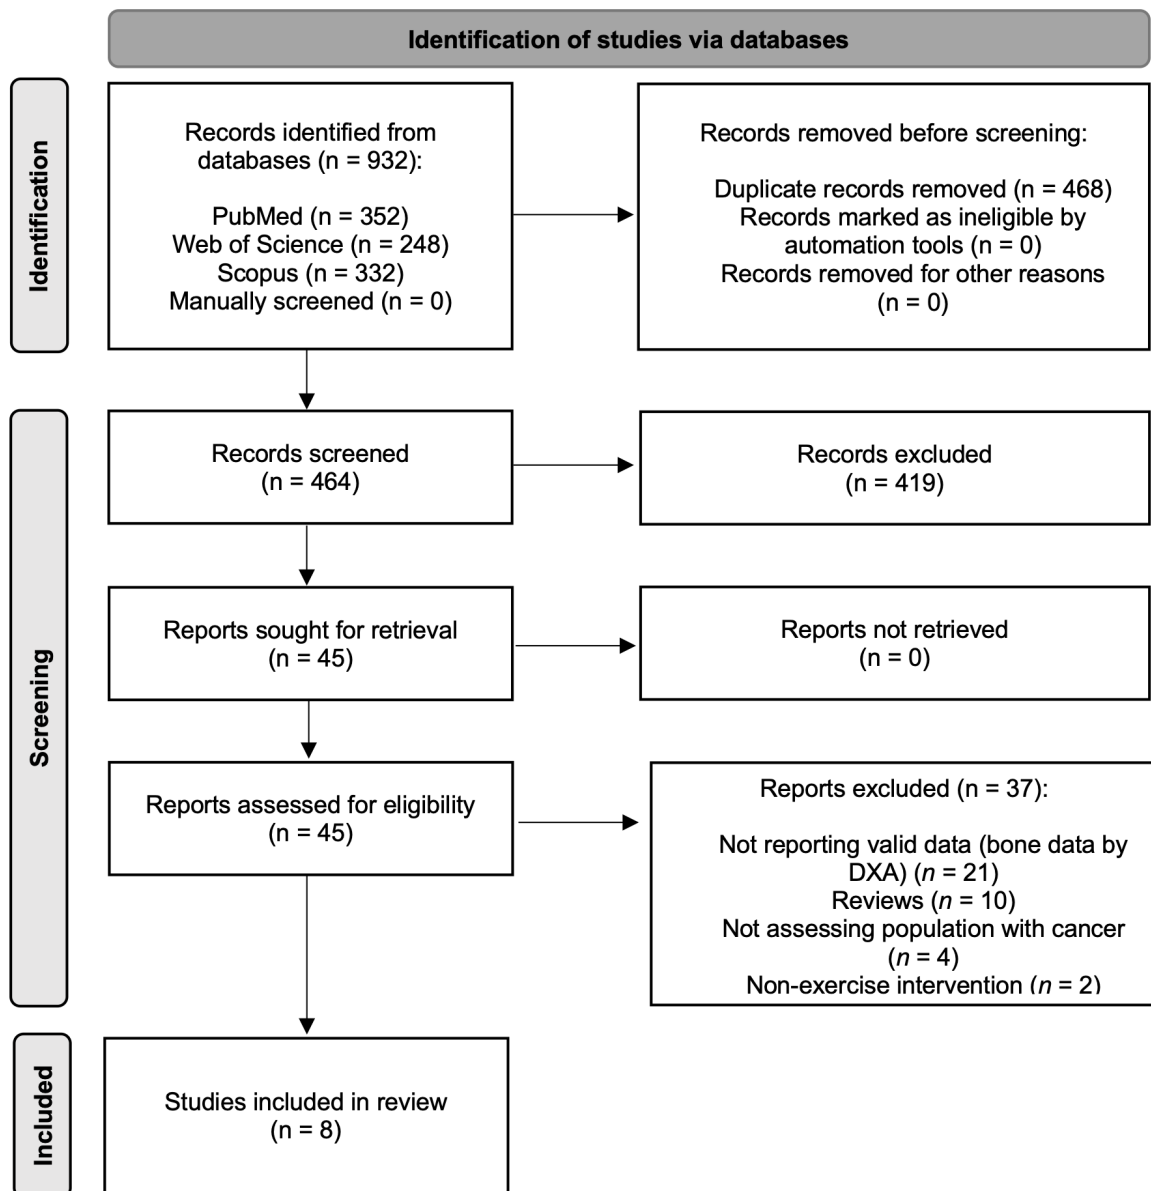 Identification of studies via databases
Identification
Records identified from
databases (n = 932):
PubMed (n = 352)
Web of Science (n = 248)
Scopus (n = 332)
Manually screened (n = 0)
Records removed before screening:
Duplicate records removed (n = 468)
Records marked as ineligible by
automation tools (n = 0)
Records removed for other reasons
(n = 0)
Screening
Records screened
(n = 464)
Records excluded
(n = 419)
Reports sought for retrieval
(n = 45)
Reports not retrieved
(n = 0)
Reports assessed for eligibility
(n = 45)
Reports excluded (n = 37):
Not reporting valid data (bone data by
DXA) (n = 21)
Reviews (n = 10)
Not assessing population with cancer
(n = 4)
Non-exercise intervention (n = 2)
Included
Studies included in review
(n = 8)